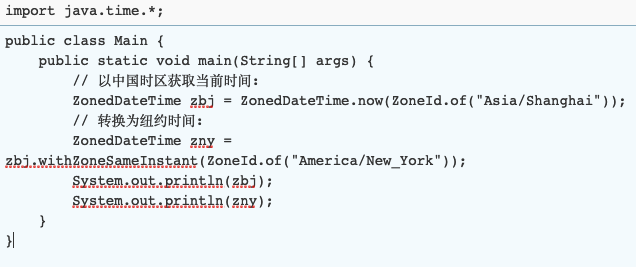 import java.time.*;
public class Main {
    public static void main(String[] args) {
        // 以中国时区获取当前时间:
        ZonedDateTime zbj = ZonedDateTime.now(ZoneId.of("Asia/Shanghai"));
        // 转换为纽约时间:
        ZonedDateTime zny =
zbj.withZoneSameInstant(ZoneId.of("America/New_York"));
        System.out.println(zbj);
        System.out.println(zny);
    }
}